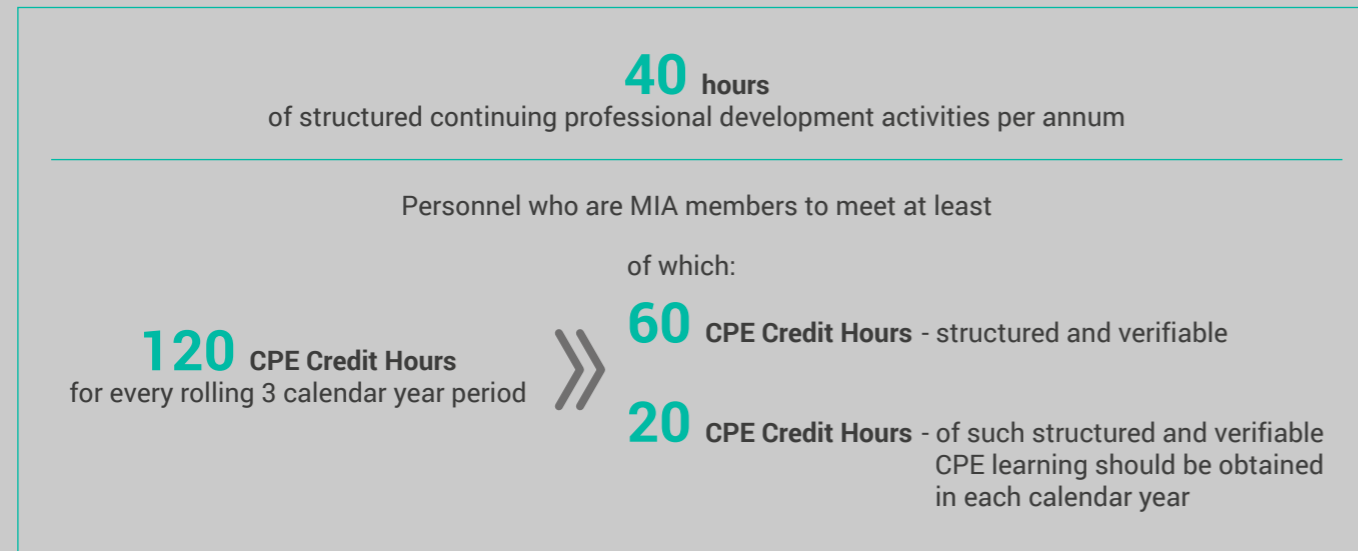 40 hours
of structured continuing professional development activities per annum
Personnel who are MIA members to meet at least
120 CPE Credit Hours
for every rolling 3 calendar year period
of which:
60 CPE Credit Hours - structured and verifiable
20 CPE Credit Hours - of such structured and verifiable
CPE learning should be obtained
in each calendar year